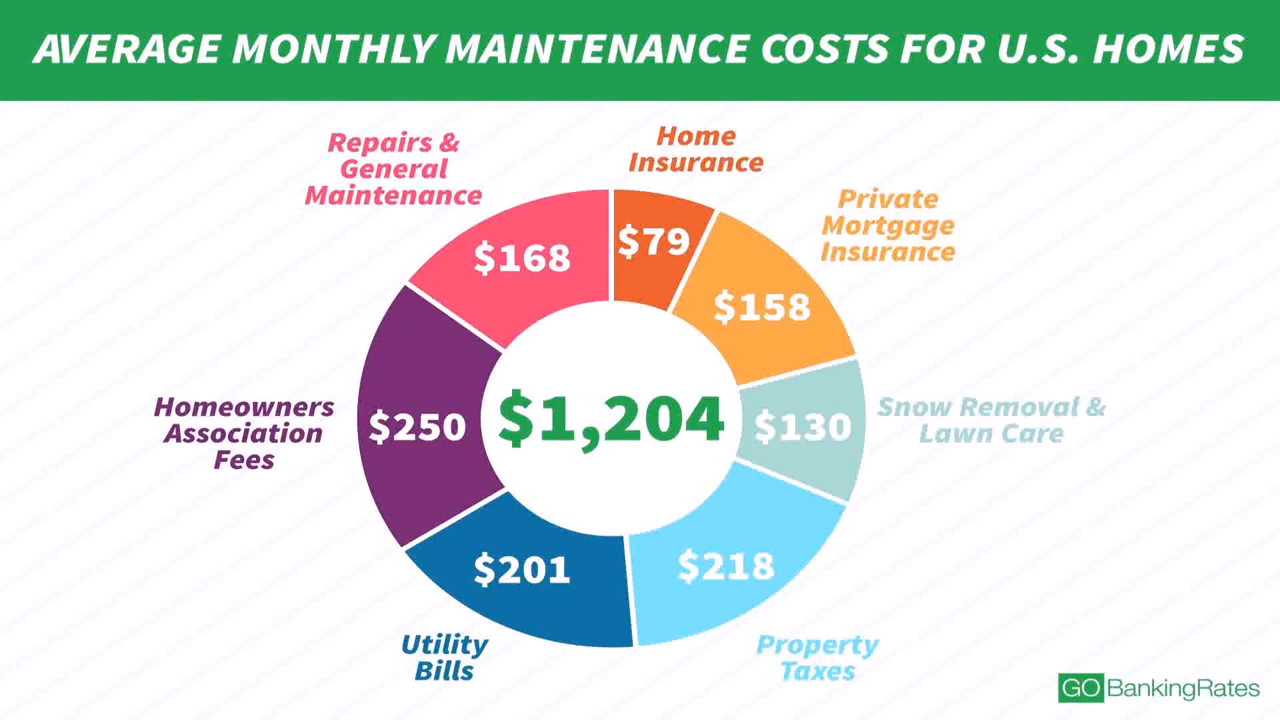 AVERAGE MONTHLY MAINTENANCE COSTS FOR U.S. HOMES
Repairs &
General
Maintenance
Home
Insurance
Private
Mortgage
Insurance
$168
$79
$158
Homeowners
Association
Fees
$250
$1,204
$130
Snow Removal &
Lawn Care
$201
$218
Utility
Bills
Property
Taxes
GOBankingRates